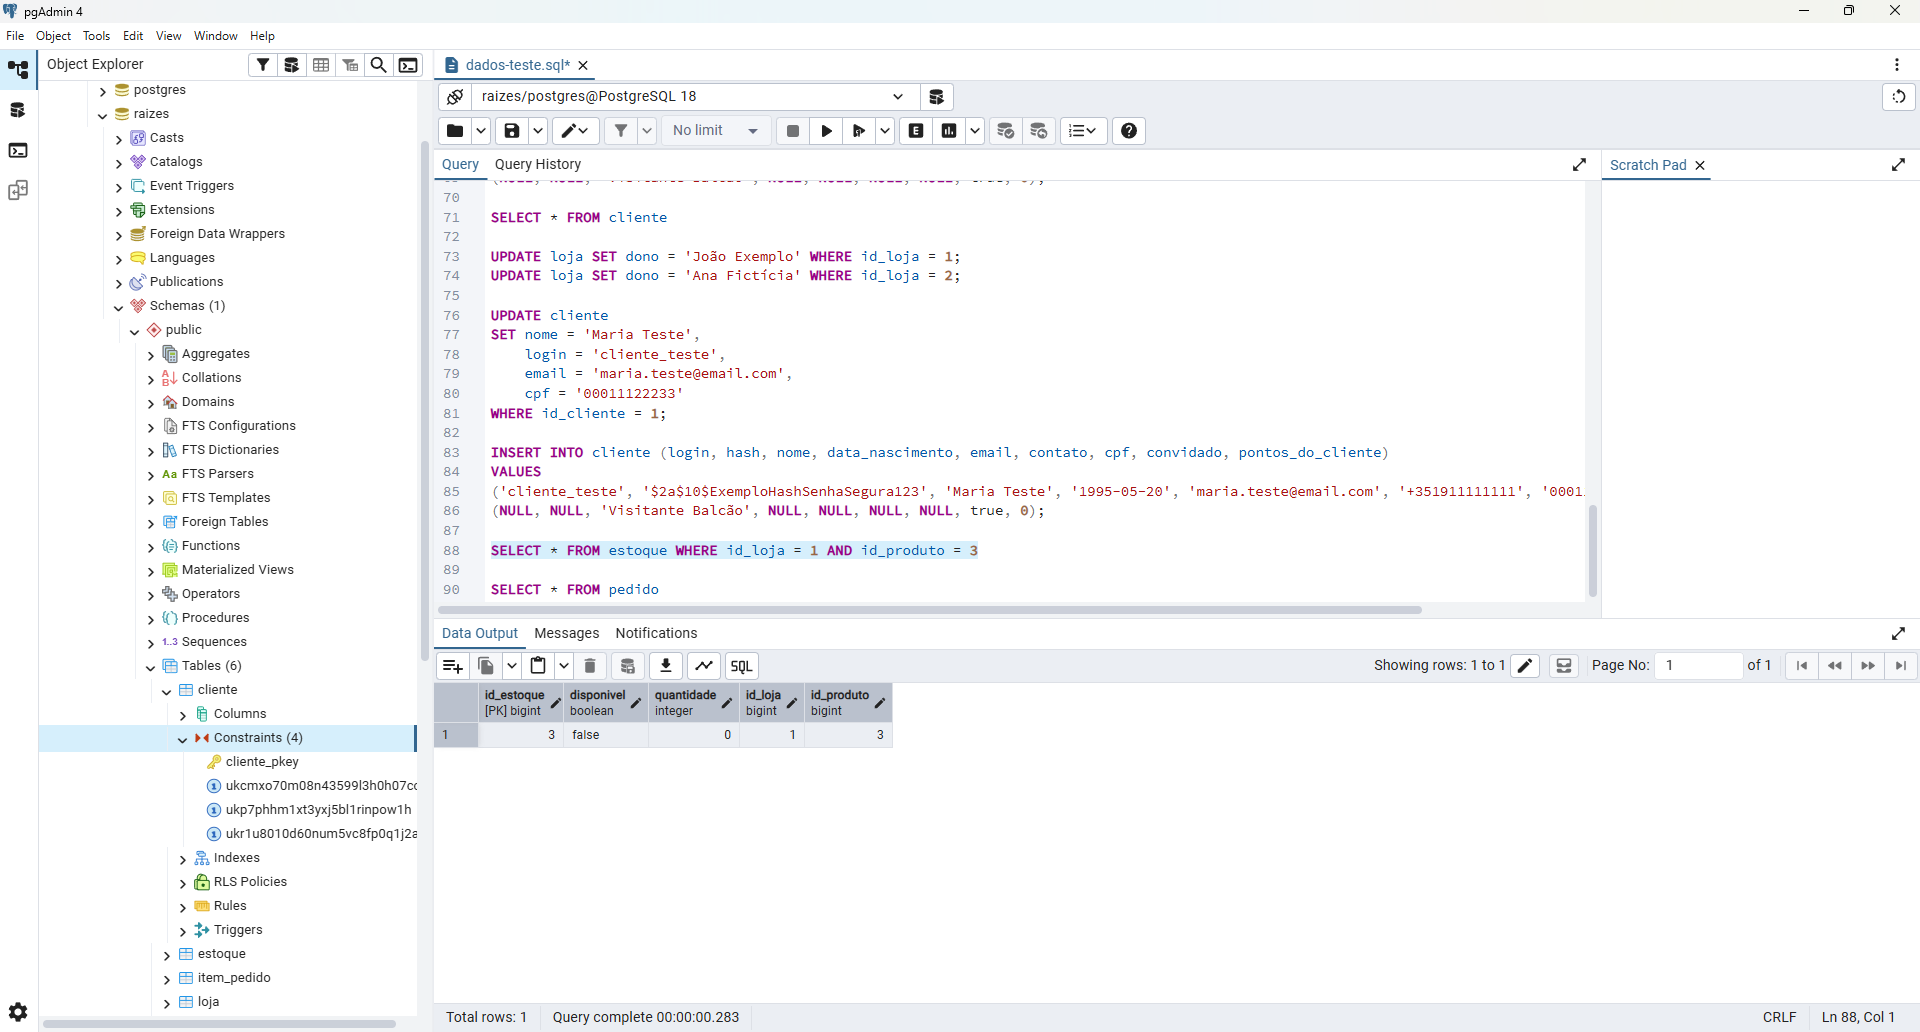 pgAdmin 4
File Object Tools Edit View Window Help
Object Explorer
postgres
raizes
Casts
Catalogs
Event Triggers
Extensions
Foreign Data Wrappers
Languages
Publications
Schemas (1)
public
Aggregates
Collations
Domains
FTS Configurations
FTS Dictionaries
Aa FTS Parsers
FTS Templates
Foreign Tables
Functions
Materialized Views
Operators
Procedures
1..3 Sequences
Tables (6)
cliente
Columns
Constraints (4)
cliente_pkey
ukcmxo70m08n43599l3h0h07cc
ukp7phhm1xt3yxj5bl1rinpow1h
ukr1u8010d60num5vc8fp0q1j2a
Indexes
RLS Policies
Rules
Triggers
estoque
item_pedido
loja
dados-teste.sql*
raizes/postgres@PostgreSQL 18
No limit
Query Query History
Scratch Pad
70
71 SELECT * FROM cliente
72
73 UPDATE loja SET dono = 'João Exemplo' WHERE id_loja = 1;
74 UPDATE loja SET dono = 'Ana Fictícia' WHERE id_loja = 2;
75
76 UPDATE cliente
77 SET nome = 'Maria Teste',
78 login = 'cliente_teste',
79 email = 'maria.teste@email.com',
80 cpf = '00011122233'
81 WHERE id_cliente = 1;
82
83 INSERT INTO cliente (login, hash, nome, data_nascimento, email, contato, cpf, convidado, pontos_do_cliente)
84 VALUES
85 ('cliente_teste', '$2a$10$ExemploHashSenhaSegura123', 'Maria Teste', '1995-05-20', 'maria.teste@email.com', '+351911111111', '0001
86 (NULL, NULL, 'Visitante Balcão', NULL, NULL, NULL, NULL, true, 0);
87
88 SELECT * FROM estoque WHERE id_loja = 1 AND id_produto = 3
89
90 SELECT * FROM pedido
Data Output Messages Notifications
SQL
Showing rows: 1 to 1 Page No: 1 of 1
id_estoque disponivel quantidade id_loja id_produto
[PK] bigint boolean integer bigint bigint
1 3 false 0 1 3
Total rows: 1 Query complete 00:00:00.283 CRLF Ln 88, Col 1